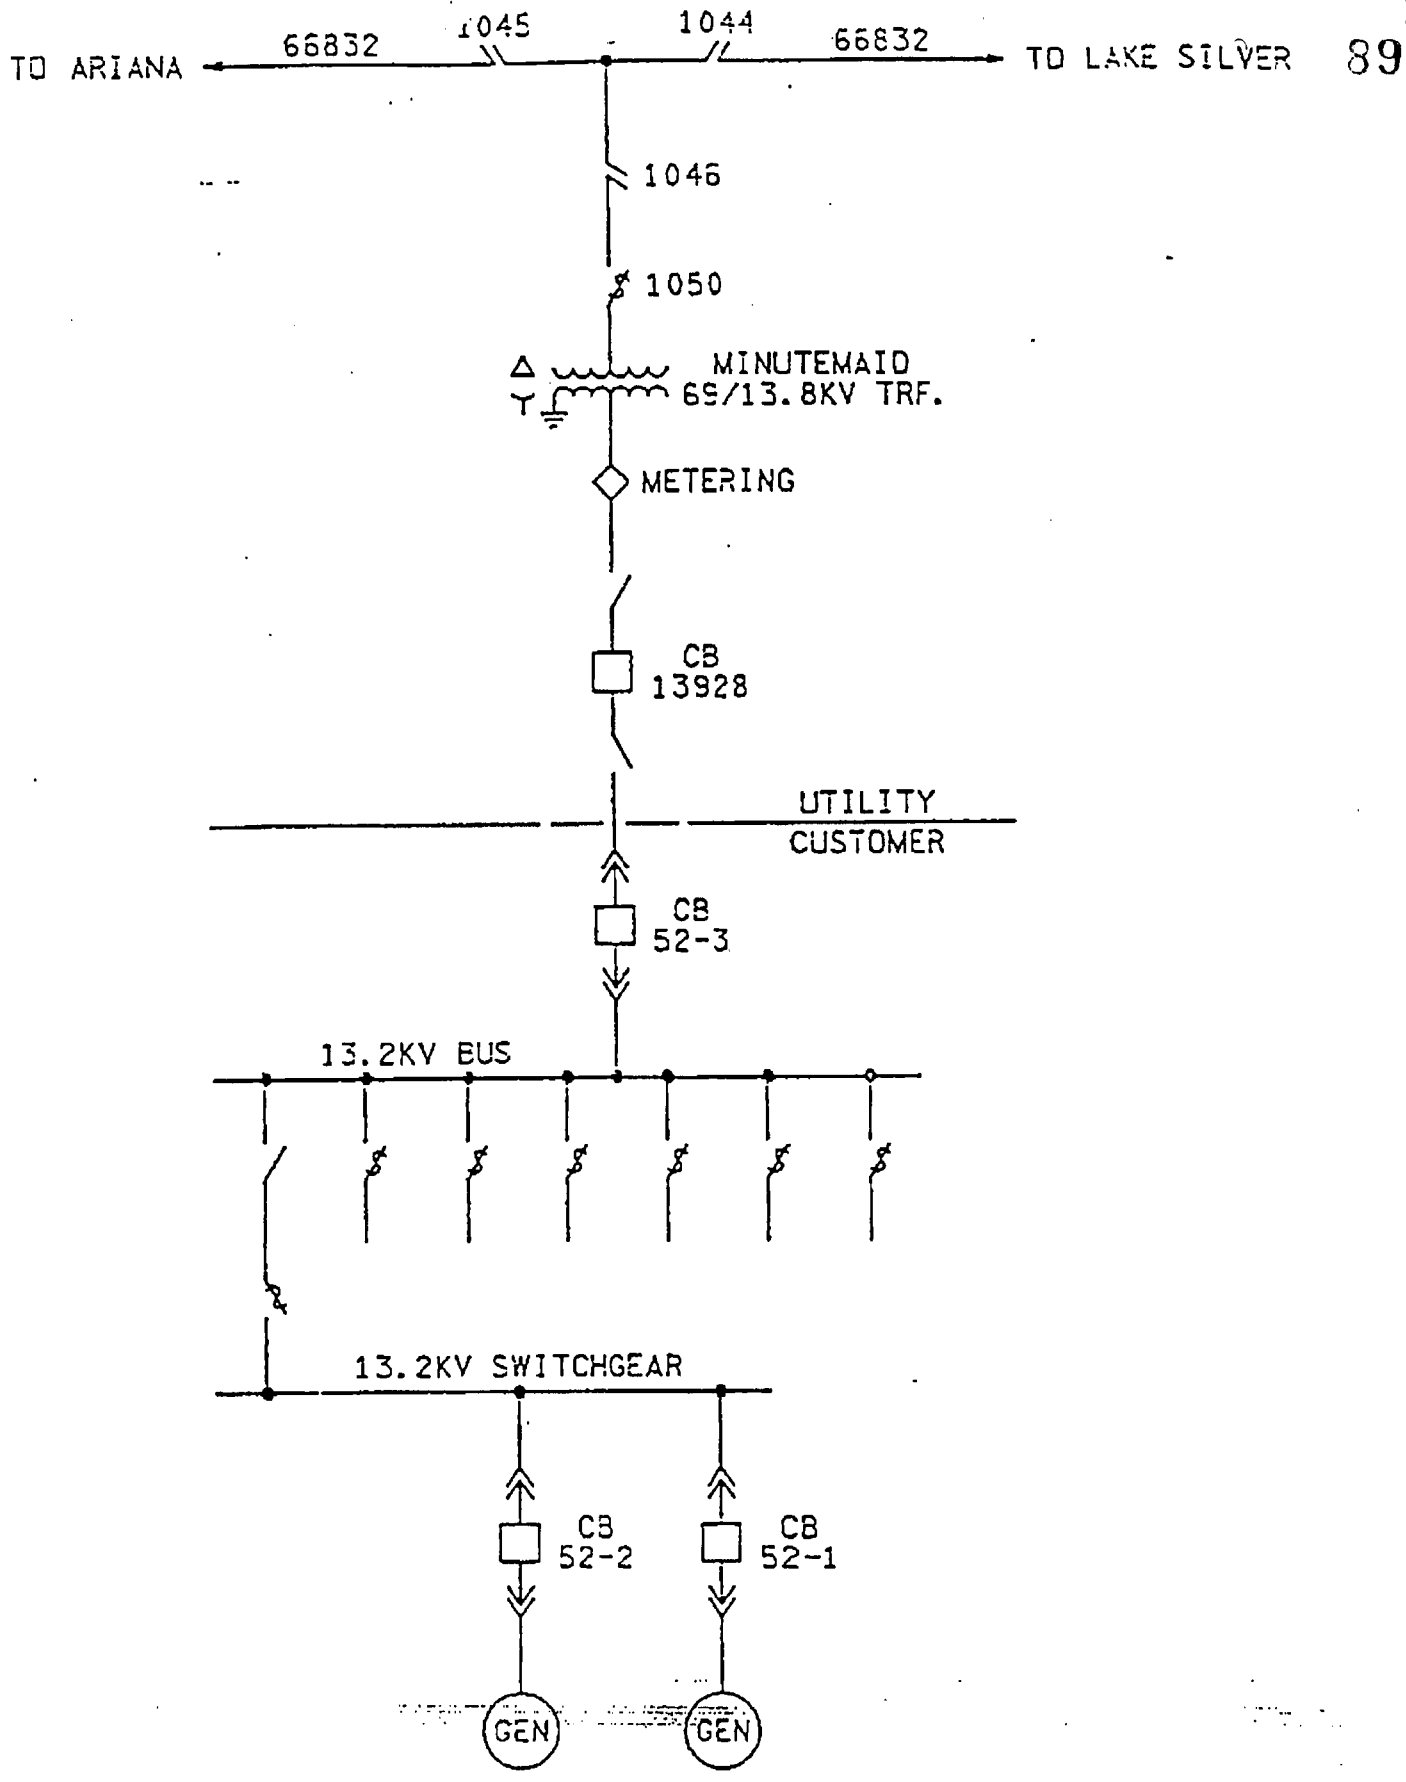 1045
1044
66832
66832
TO ARIANA
TO LAKE SILVER
89
1046
1050
MINUTEMAID
69/13.8KV TRF.
METERING
CB
13928
UTILITY
CUSTOMER
CB
52-3
13.2KV BUS
13.2KV SWITCHGEAR
CB
52-2
CB
52-1
GEN
GEN